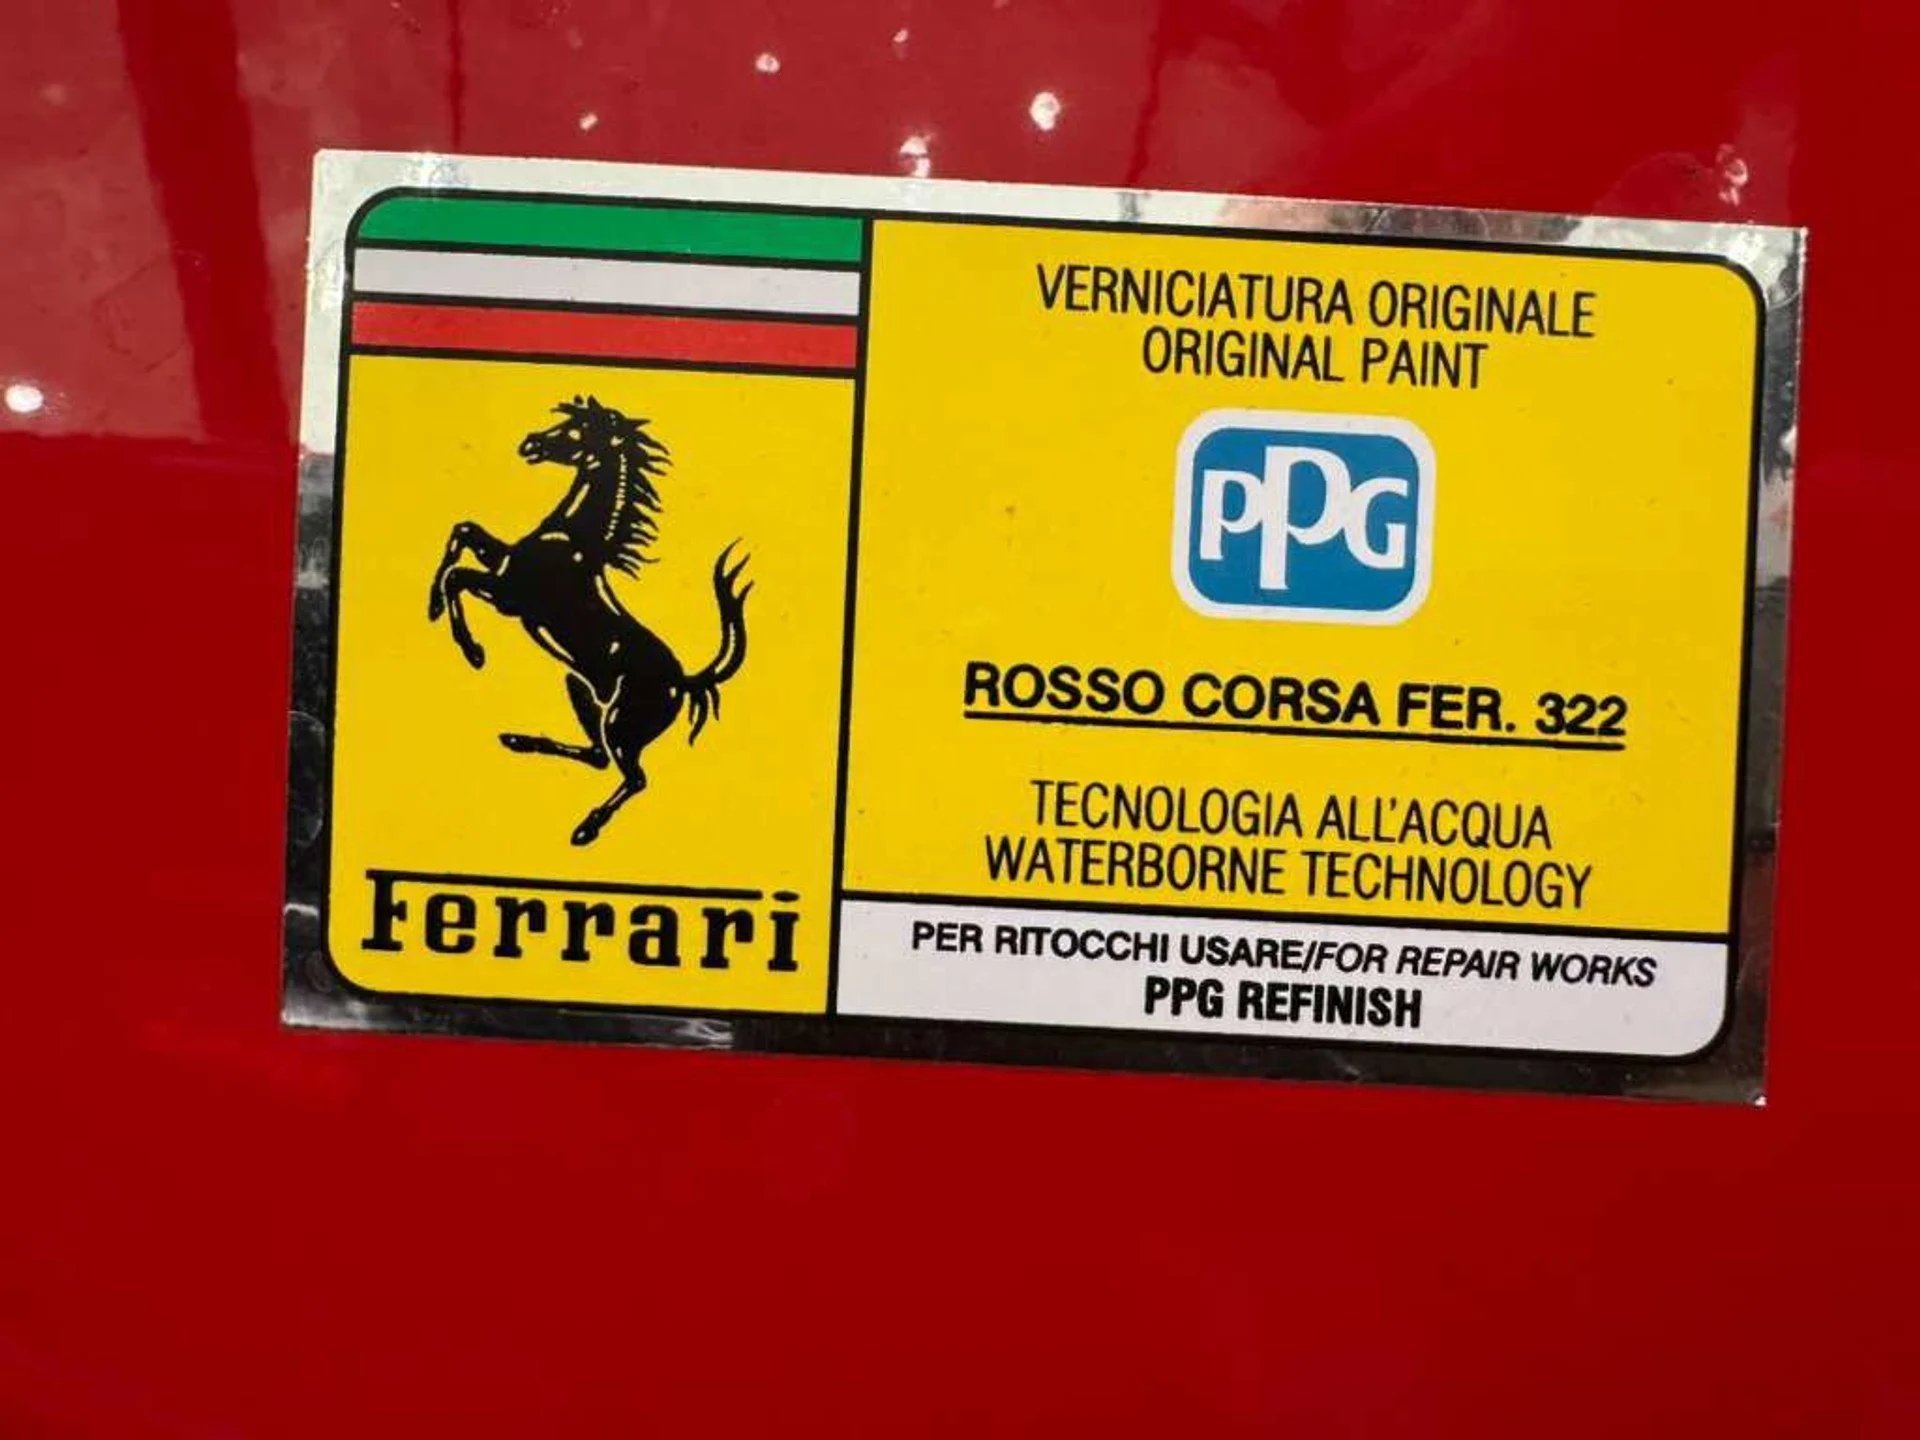 Ferrari
VERNICIATURA ORIGINALE
ORIGINAL PAINT
PPG
ROSSO CORSA FER. 322
TECNOLOGIA ALL'ACQUA
WATERBORNE TECHNOLOGY
PER RITOCCHI USARE/FOR REPAIR WORKS
PPG REFINISH